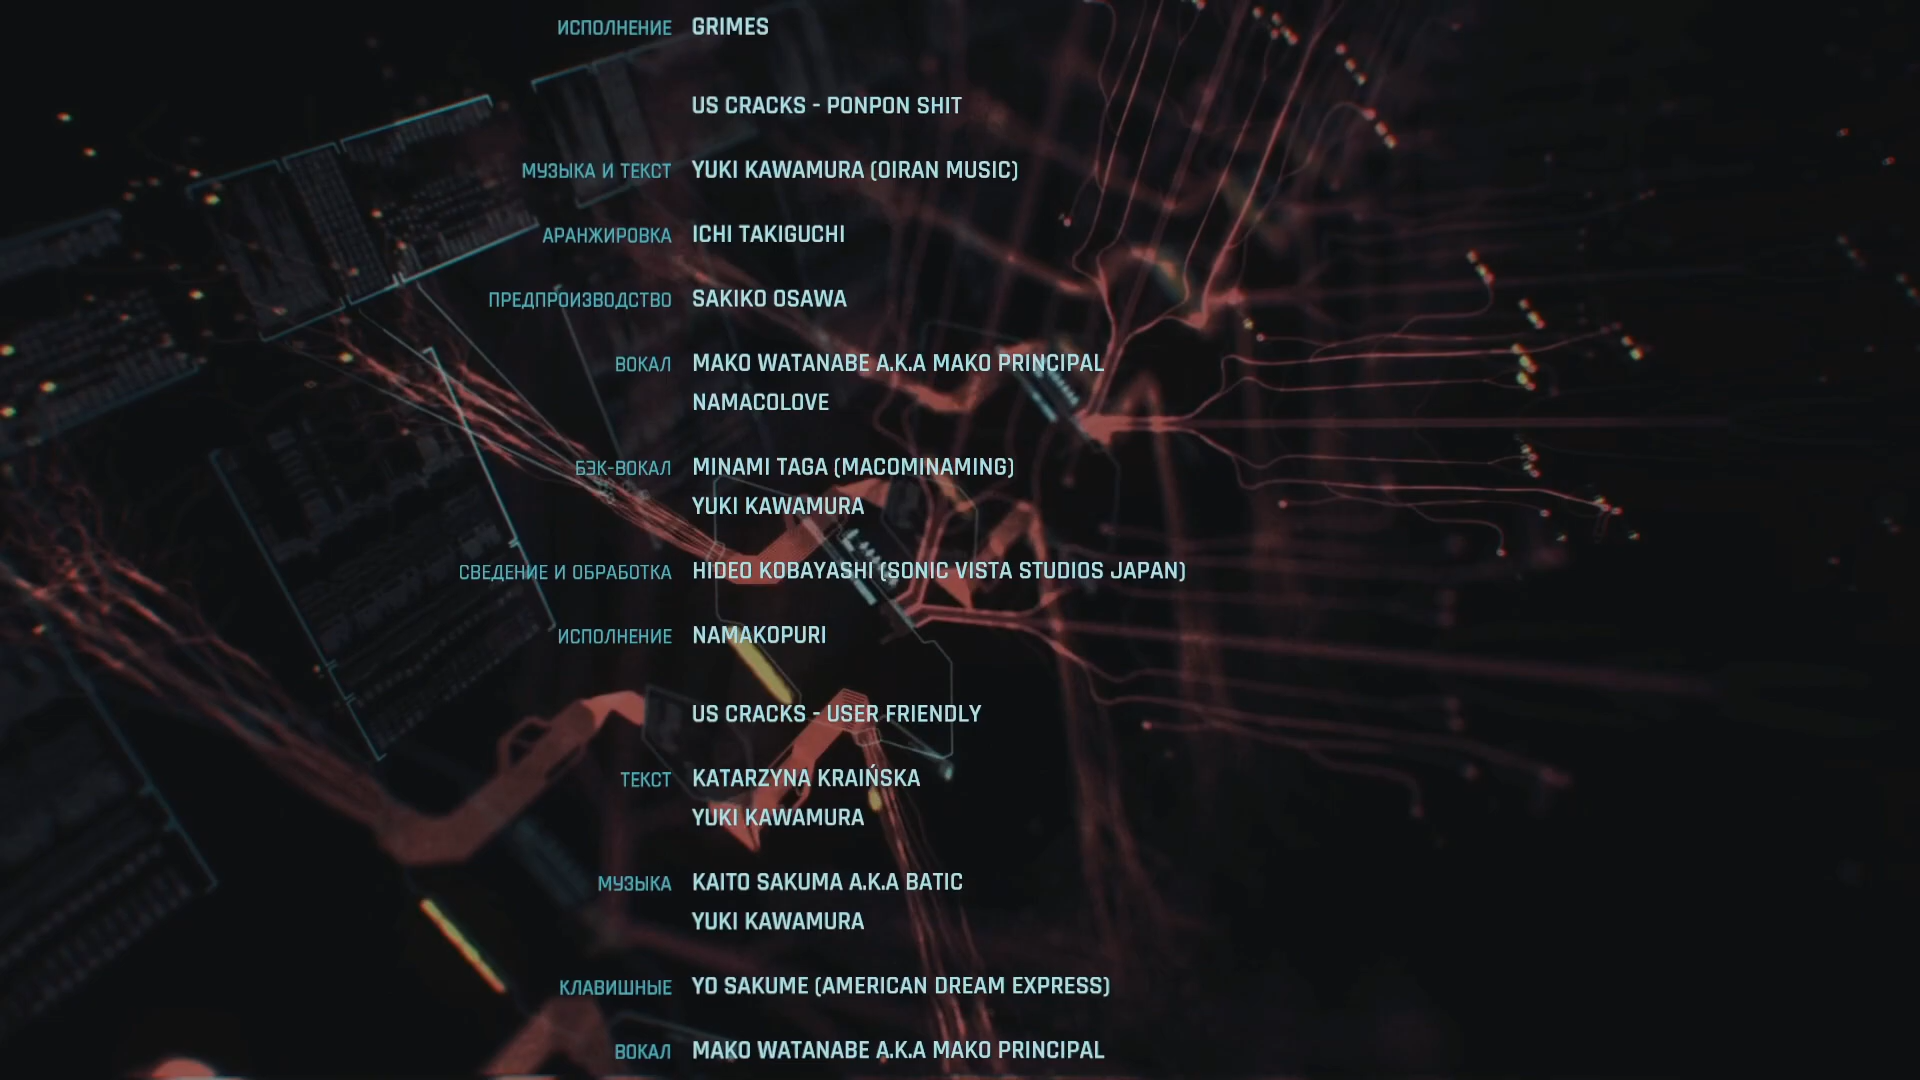 ИСПОЛНЕНИЕ GRIMES
US CRACKS - PONPON SHIT
МУЗЫКА И ТЕКСТ YUKI KAWAMURA (OIRAN MUSIC)
АРАНЖИРОВКА ICHI TAKIGUCHI
ПРЕДПРОИЗВОДСТВО SAKIKO OSAWA
ВОКАЛ MAKO WATANABE A.K.A MAKO PRINCIPAL
NAMACOLOVE
БЭК-ВОКАЛ MINAMI TAGA (MACOMINAMING)
YUKI KAWAMURA
СВЕДЕНИЕ И ОБРАБОТКА HIDEO KOBAYASHI (SONIC VISTA STUDIOS JAPAN)
ИСПОЛНЕНИЕ NAMAKOPURI
US CRACKS - USER FRIENDLY
ТЕКСТ KATARZYNA KRAIŃSKA
YUKI KAWAMURA
МУЗЫКА KAITO SAKUMA A.K.A BATIC
YUKI KAWAMURA
КЛАВИШНЫЕ YO SAKUME (AMERICAN DREAM EXPRESS)
ВОКАЛ MAKO WATANABE A.K.A MAKO PRINCIPAL